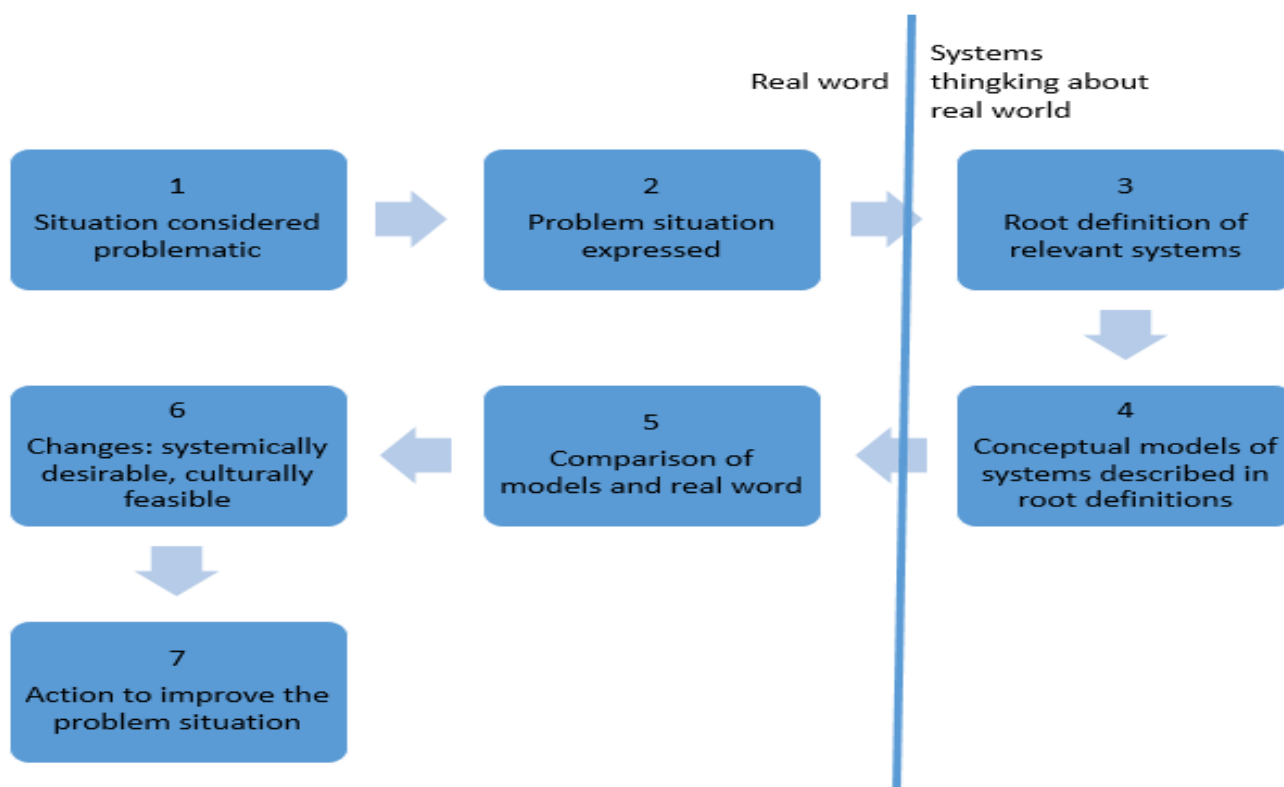 Real word
Systems
thingking about
real world
1
Situation considered
problematic
2
Problem situation
expressed
3
Root definition of
relevant systems
6
Changes: systemically
desirable, culturally
feasible
5
Comparison of
models and real word
4
Conceptual models of
systems described in
root definitions
7
Action to improve the
problem situation